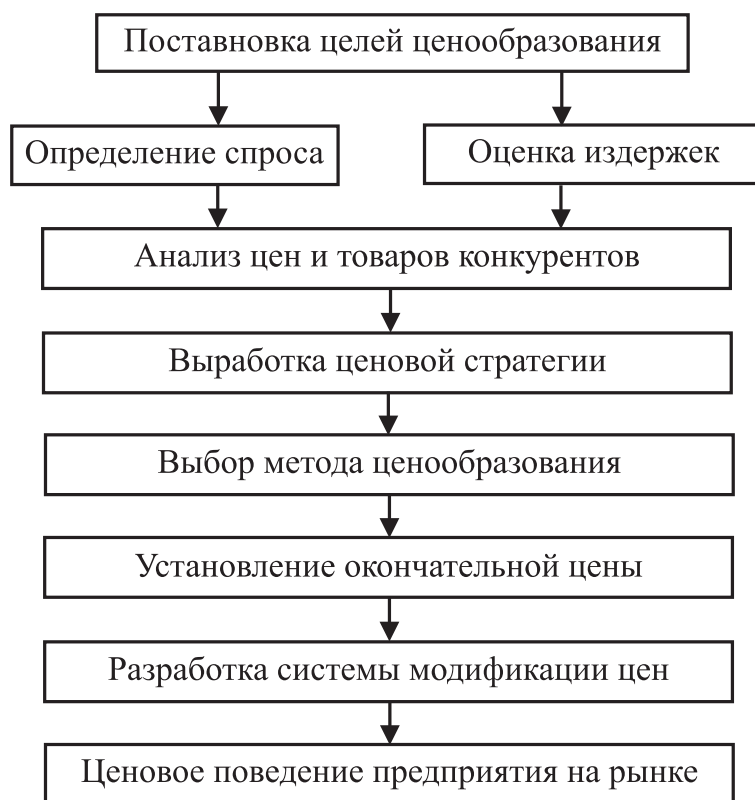 Поставновка целей ценообразования
Определение спроса
Оценка издержек
Анализ цен и товаров конкурентов
Выработка ценовой стратегии
Выбор метода ценообразования
Установление окончательной цены
Разработка системы модификации цен
Ценовое поведение предприятия на рынке